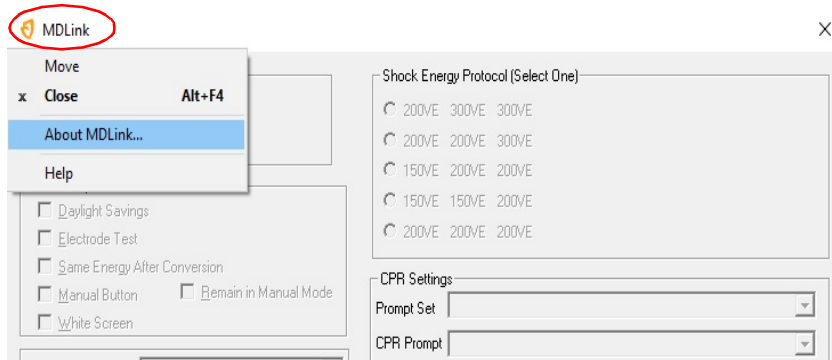 MDLink
Move
x Close Alt+F4
About MDLink...
Help
Daylight Savings
Electrode Test
Same Energy After Conversion
Manual Button Remain in Manual Mode
White Screen
Shock Energy Protocol (Select One)
200VE 300VE 300VE
200VE 200VE 300VE
150VE 200VE 200VE
150VE 150VE 200VE
200VE 200VE 200VE
CPR Settings
Prompt Set
CPR Prompt